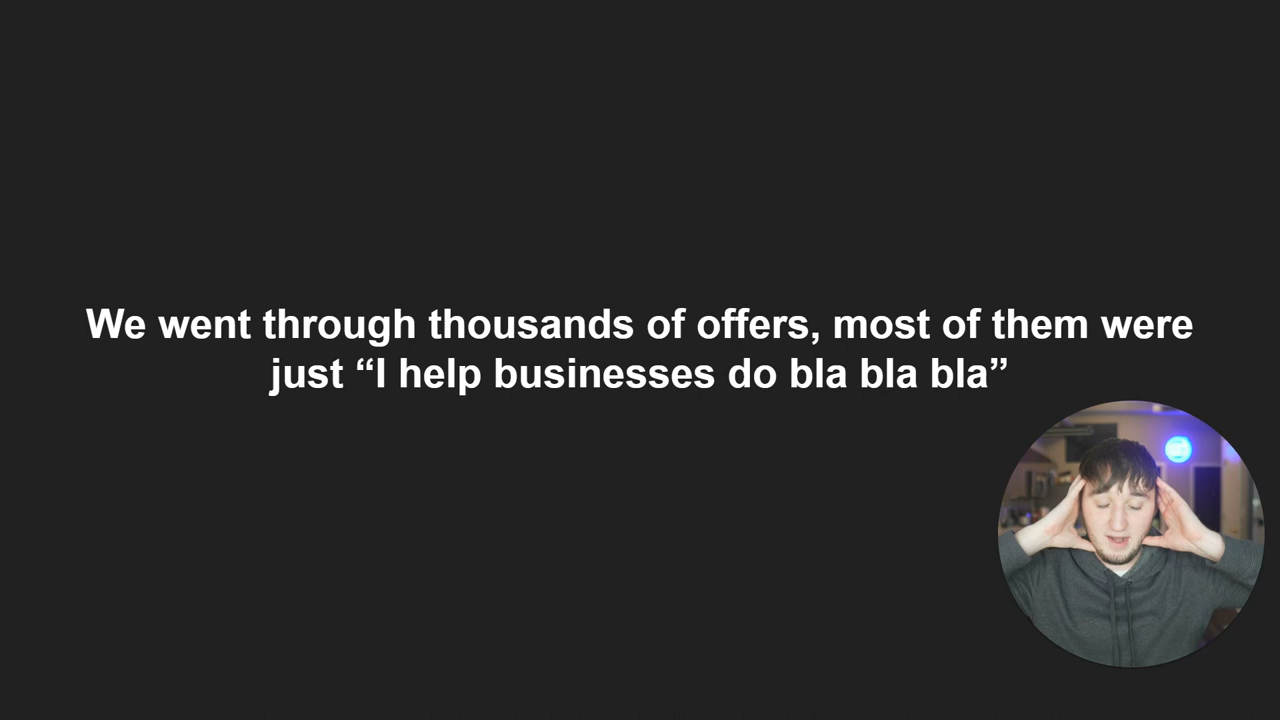 We went through thousands of offers, most of them were
just “I help businesses do bla bla bla”